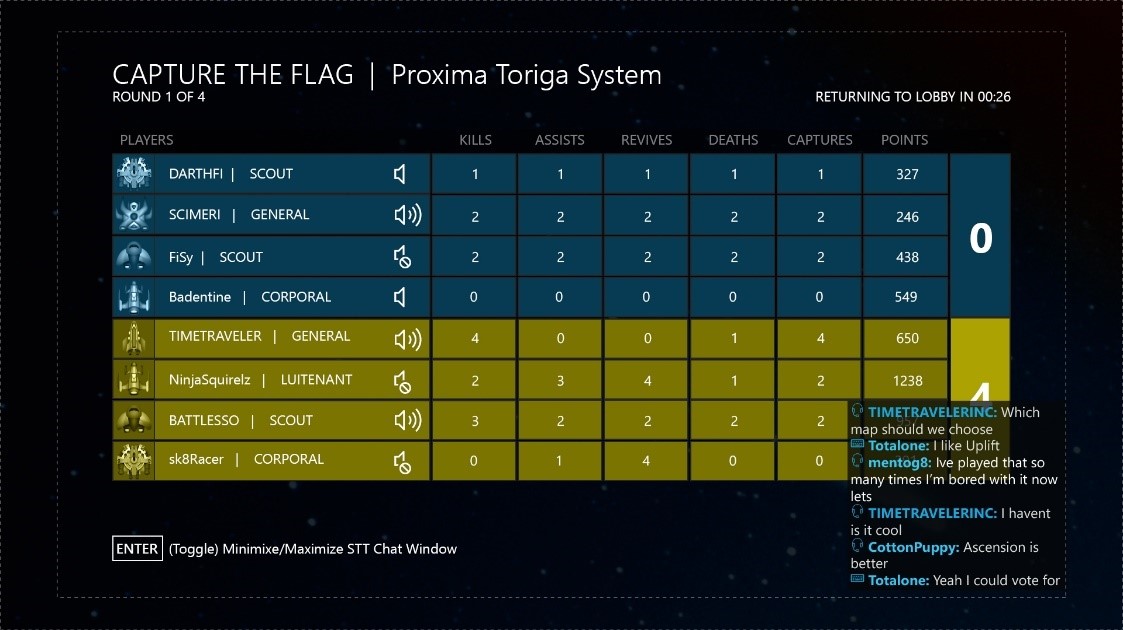 CAPTURE THE FLAG | Proxima Toriga System
ROUND 1 OF 4
RETURNING TO LOBBY IN 00:26
PLAYERS KILLS ASSISTS REVIVES DEATHS CAPTURES POINTS
DARTHFI | SCOUT 1 1 1 1 1 327
SCIMERI | GENERAL 2 2 2 2 2 246
FiSy | SCOUT 2 2 2 2 2 438
Badentine | CORPORAL 0 0 0 0 0 549
0
TIMETRAVELER | GENERAL 4 0 0 1 4 650
NinjaSquirelz | LUITENANT 2 3 4 1 2 1238
BATTLESSO | SCOUT 3 2 2 2 2
sk8Racer | CORPORAL 0 1 4 0 0
4
TIMETRAVELERINC: Which
map should we choose
Totalone: I like Uplift
mentog8: Ive played that so
many times I'm bored with it now
lets
TIMETRAVELERINC: I havent
is it cool
CottonPuppy: Ascension is
better
Totalone: Yeah I could vote for
ENTER (Toggle) Minimixe/Maximize STT Chat Window